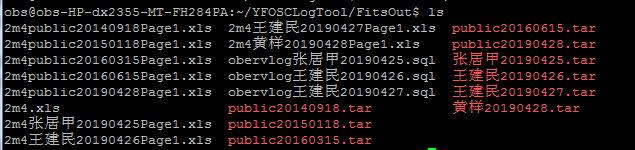 obs@obs-HP-dx2355-MT-FH284PA:~/YFOSCLogTool/FitsOut$ ls
2m4public20140918Page1.xls 2m4王建民20190427Page1.xls public20160615.tar
2m4public20150118Page1.xls 2m4黄样20190428Page1.xls public20190428.tar
2m4public20160315Page1.xls obervlog张居甲20190425.sql 张居甲20190425.tar
2m4public20160615Page1.xls obervlog王建民20190426.sql 王建民20190426.tar
2m4public20190428Page1.xls obervlog王建民20190427.sql 王建民20190427.tar
2m4.xls public20140918.tar 黄样20190428.tar
2m4张居甲20190425Page1.xls public20150118.tar
2m4王建民20190426Page1.xls public20160315.tar